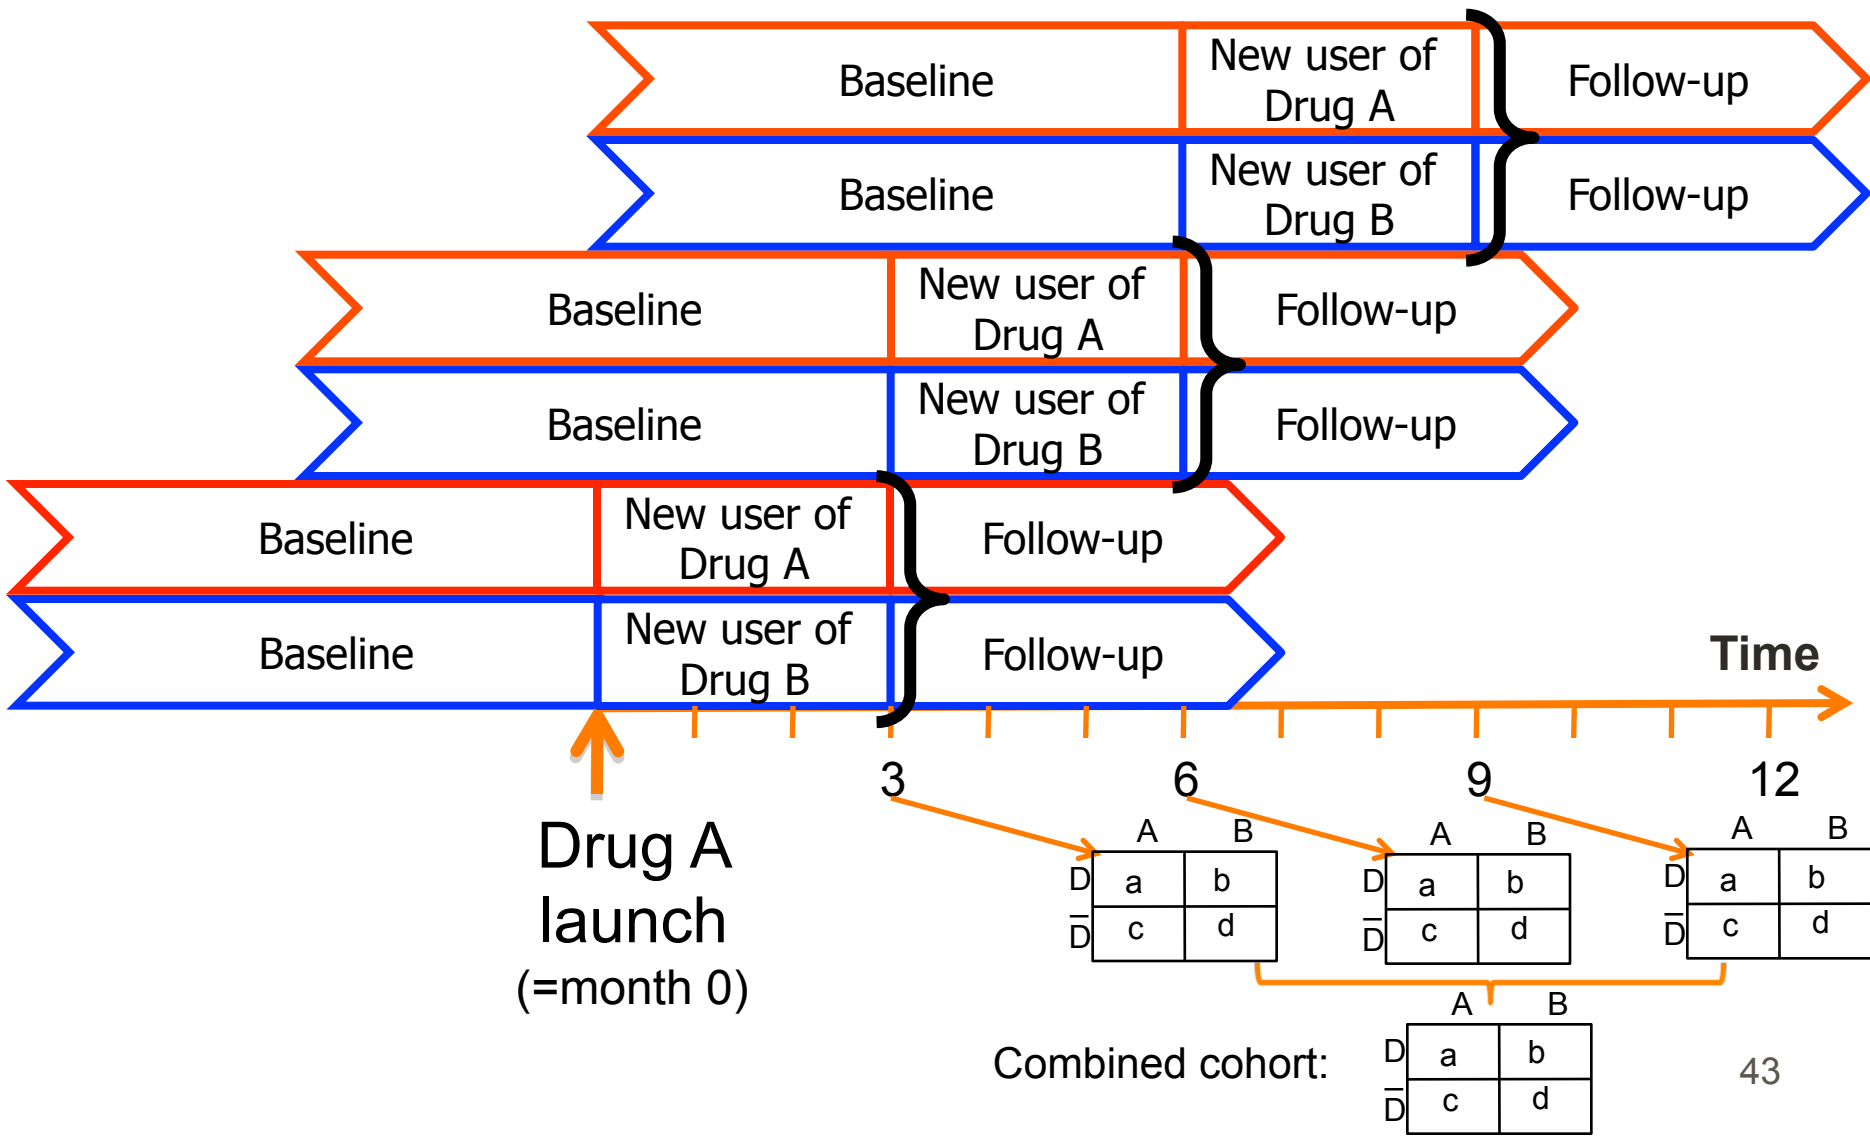 Baseline
New user of
Drug A
Follow-up
Baseline
New user of
Drug B
Follow-up
Baseline
New user of
Drug A
Follow-up
Baseline
New user of
Drug B
Follow-up
Baseline
New user of
Drug A
Follow-up
Baseline
New user of
Drug B
Follow-up
Time
3 6 9 12
Drug A
launch
(=month 0)
A B
D a b
D̅ c d
A B
D a b
D̅ c d
A B
D a b
D̅ c d
Combined cohort:
A B
D a b
D̅ c d
43